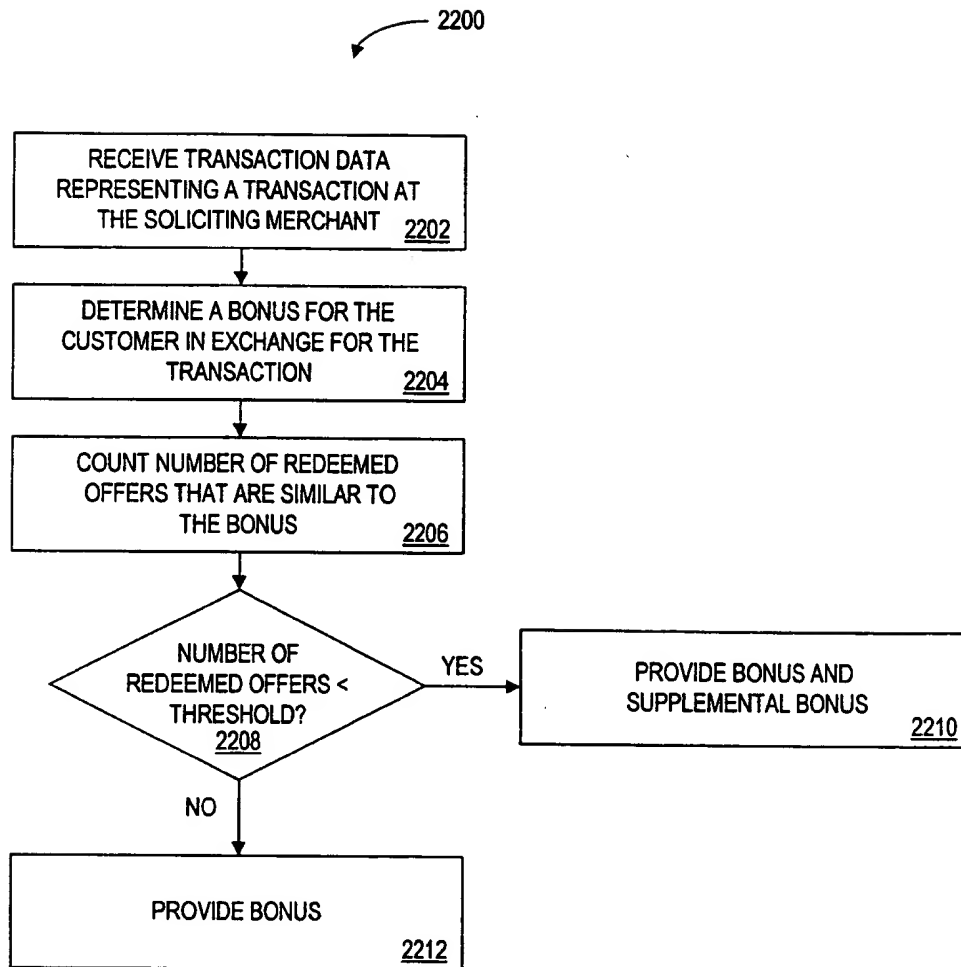 2200
RECEIVE TRANSACTION DATA
REPRESENTING A TRANSACTION AT
THE SOLICITING MERCHANT
2202
DETERMINE A BONUS FOR THE
CUSTOMER IN EXCHANGE FOR THE
TRANSACTION
2204
COUNT NUMBER OF REDEEMED
OFFERS THAT ARE SIMILAR TO
THE BONUS
2206
NUMBER OF
REDEEMED OFFERS <
THRESHOLD?
2208
YES
PROVIDE BONUS AND
SUPPLEMENTAL BONUS
2210
NO
PROVIDE BONUS
2212